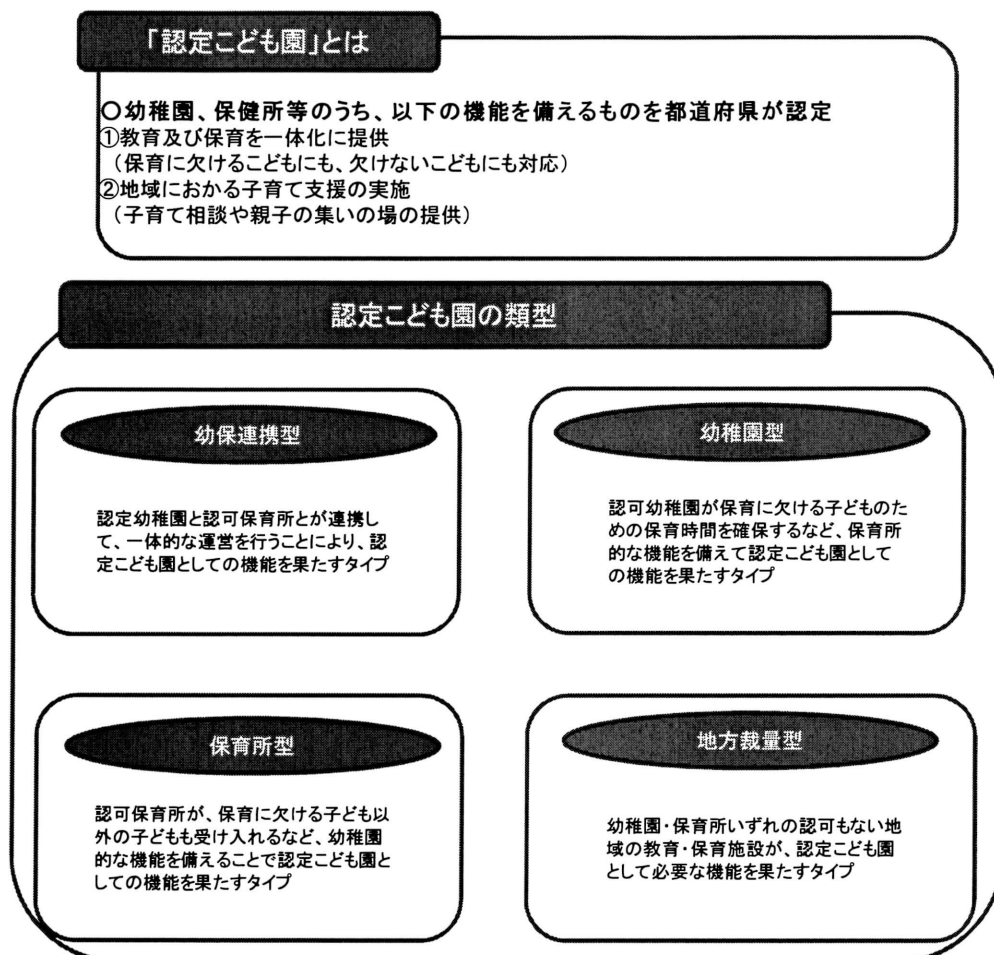 「認定こども園」とは
〇幼稚園、保健所等のうち、以下の機能を備えるものを都道府県が認定
①教育及び保育を一体化に提供
（保育に欠けるこどもにも、欠けないこどもにも対応）
②地域におかる子育て支援の実施
（子育て相談や親子の集いの場の提供）
認定こども園の類型
幼保連携型
認定幼稚園と認可保育所とが連携し
て、一体的な運営を行うことにより、認
定こども園としての機能を果たすタイプ
幼稚園型
認可幼稚園が保育に欠ける子どものた
めの保育時間を確保するなど、保育所
的な機能を備えて認定こども園として
の機能を果たすタイプ
保育所型
認可保育所が、保育に欠ける子ども以
外の子どもも受け入れるなど、幼稚園
的な機能を備えることで認定こども園と
しての機能を果たすタイプ
地方裁量型
幼稚園・保育所いずれの認可もない地
域の教育・保育施設が、認定こども園
として必要な機能を果たすタイプ